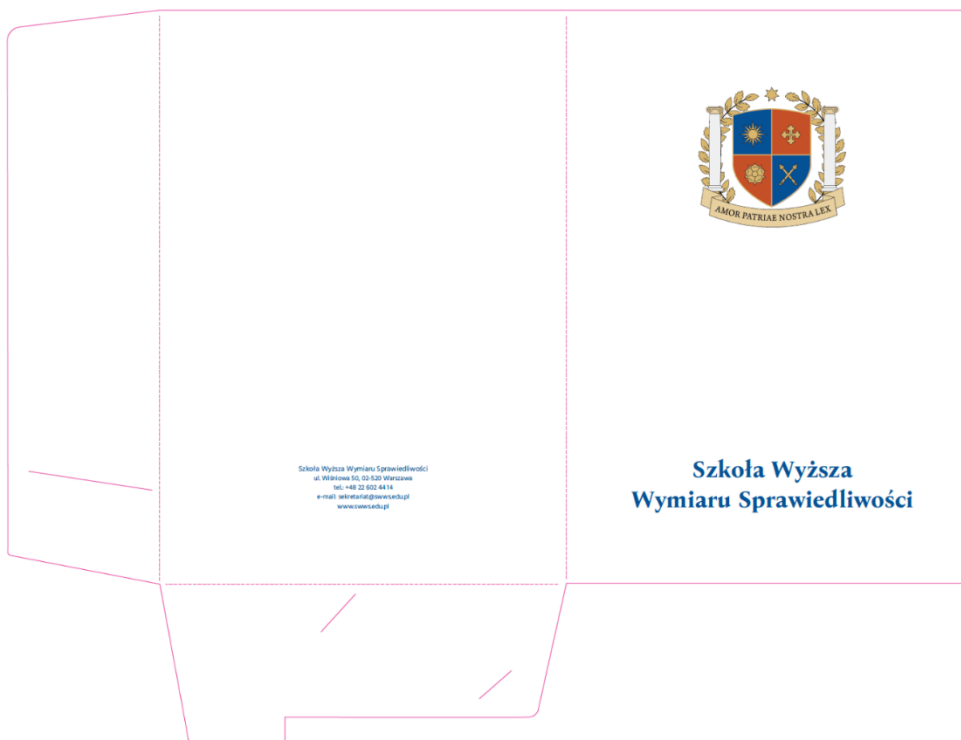 AMOR PATRIAE NOSTRA LEX
Szkoła Wyższa Wymiaru Sprawiedliwości
ul. Wiśniowa 50, 02-520 Warszawa
tel.: +48 22 602 44 14
e-mail: sekretariat@swws.edu.pl
www.swws.edu.pl
Szkoła Wyższa
Wymiaru Sprawiedliwości